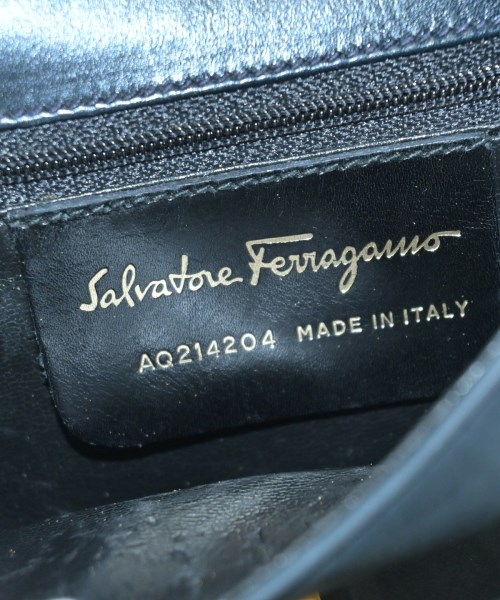 Salvatore Ferragamo
AQ214204 MADE IN ITALY